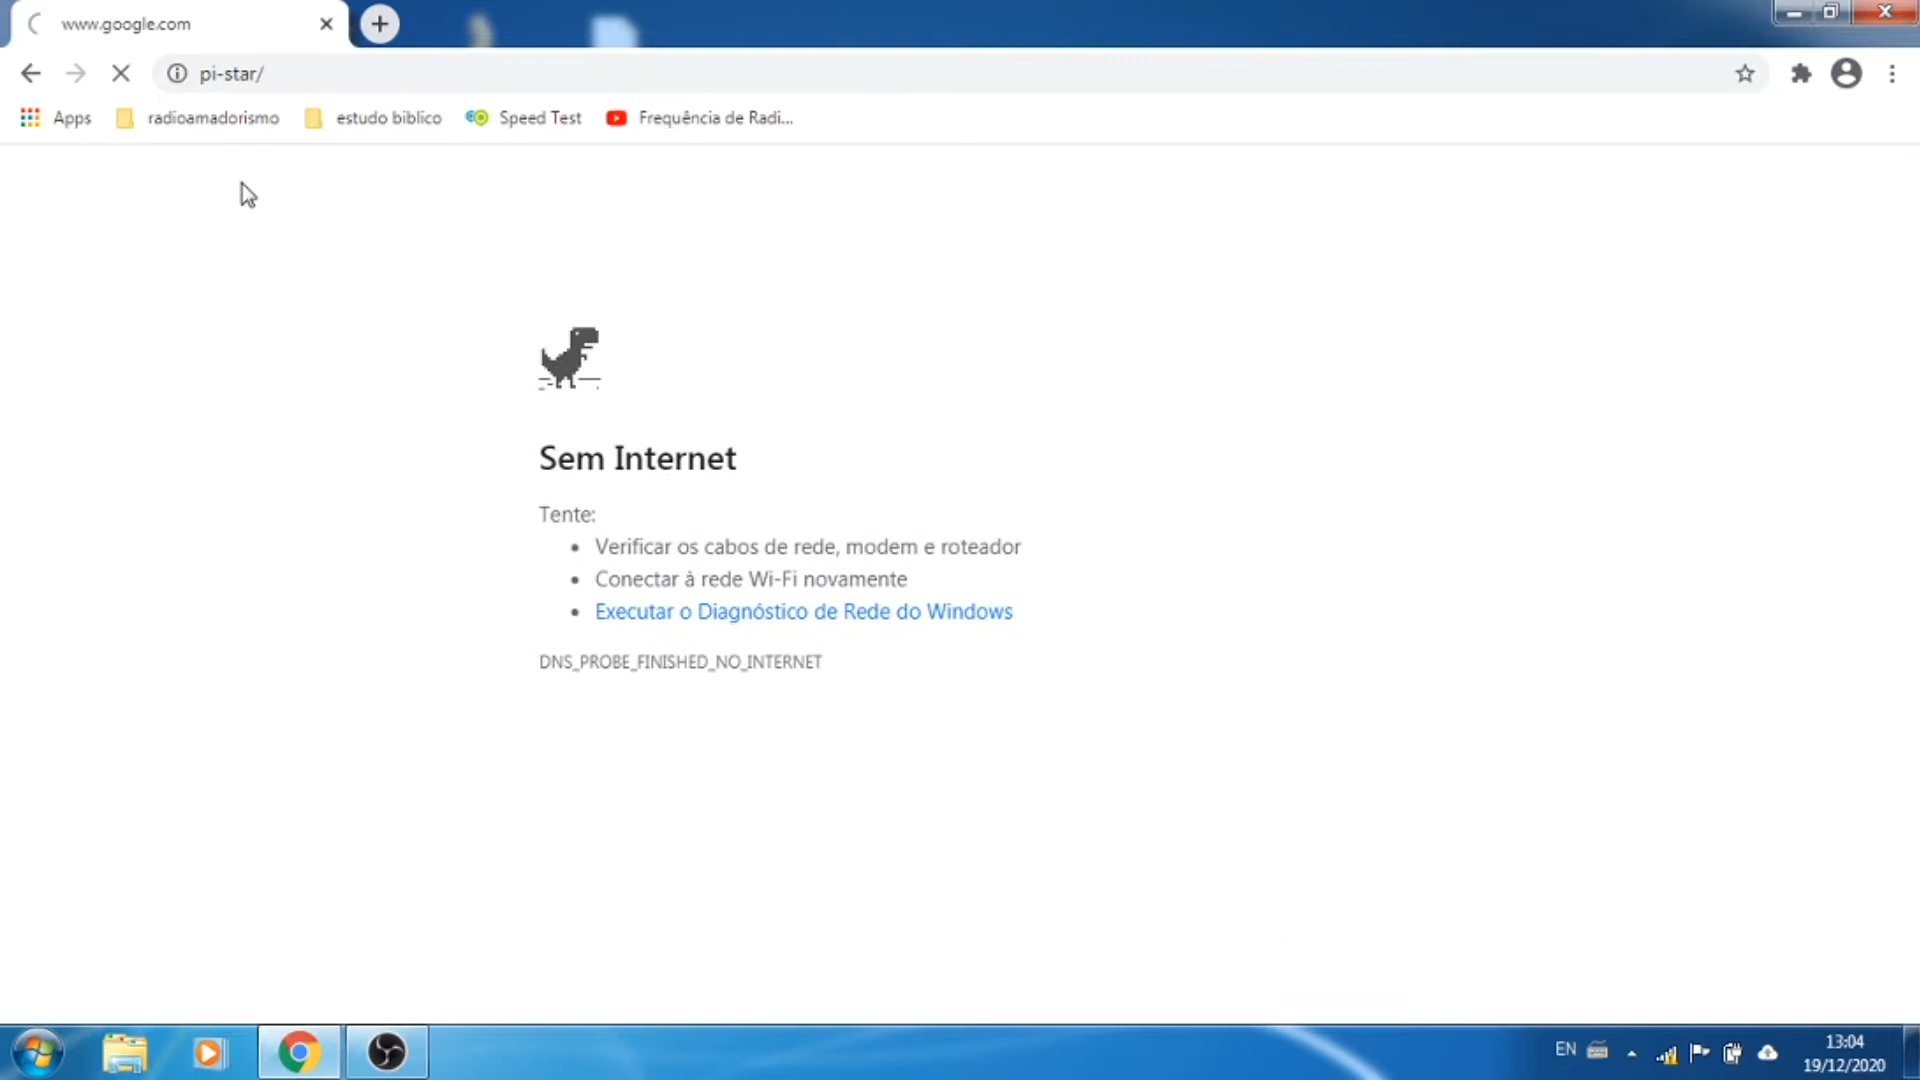 www.google.com
pi-star/
Apps radioamadorismo estudo biblico Speed Test Frequência de Radi...
Sem Internet
Tente:
Verificar os cabos de rede, modem e roteador
Conectar à rede Wi-Fi novamente
Executar o Diagnóstico de Rede do Windows
DNS_PROBE_FINISHED_NO_INTERNET
EN
13:04
19/12/2020